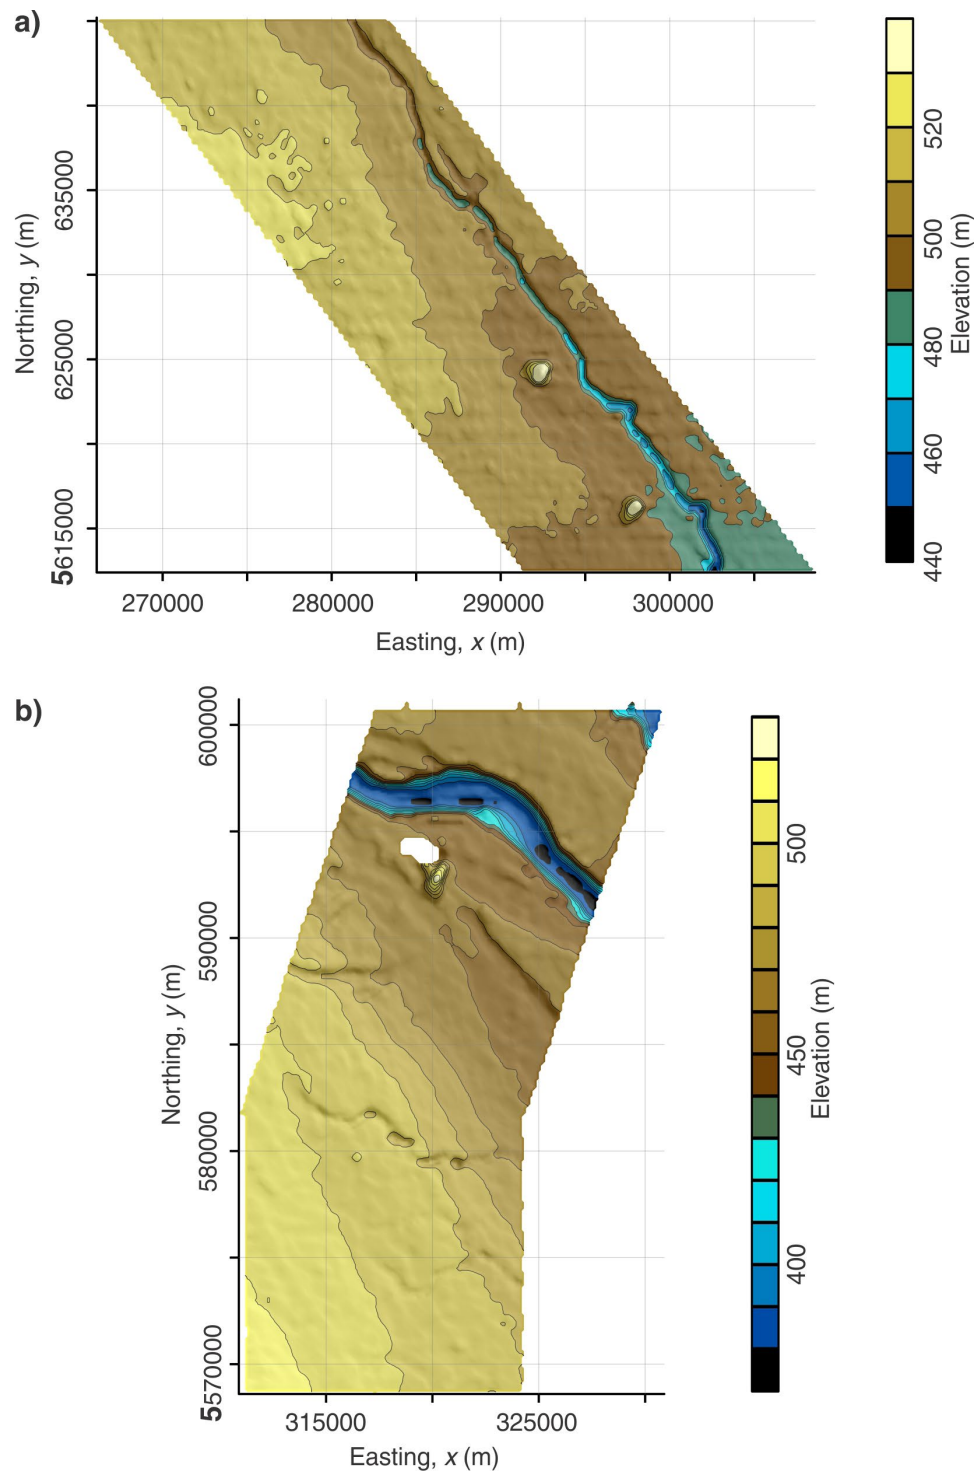 a)
Northing, y (m)
635000
625000
5615000
270000 280000 290000 300000
Easting, x (m)
520
500
480
460
440
Elevation (m)
b)
Northing, y (m)
600000
590000
580000
5570000
315000 325000
Easting, x (m)
500
450
400
Elevation (m)